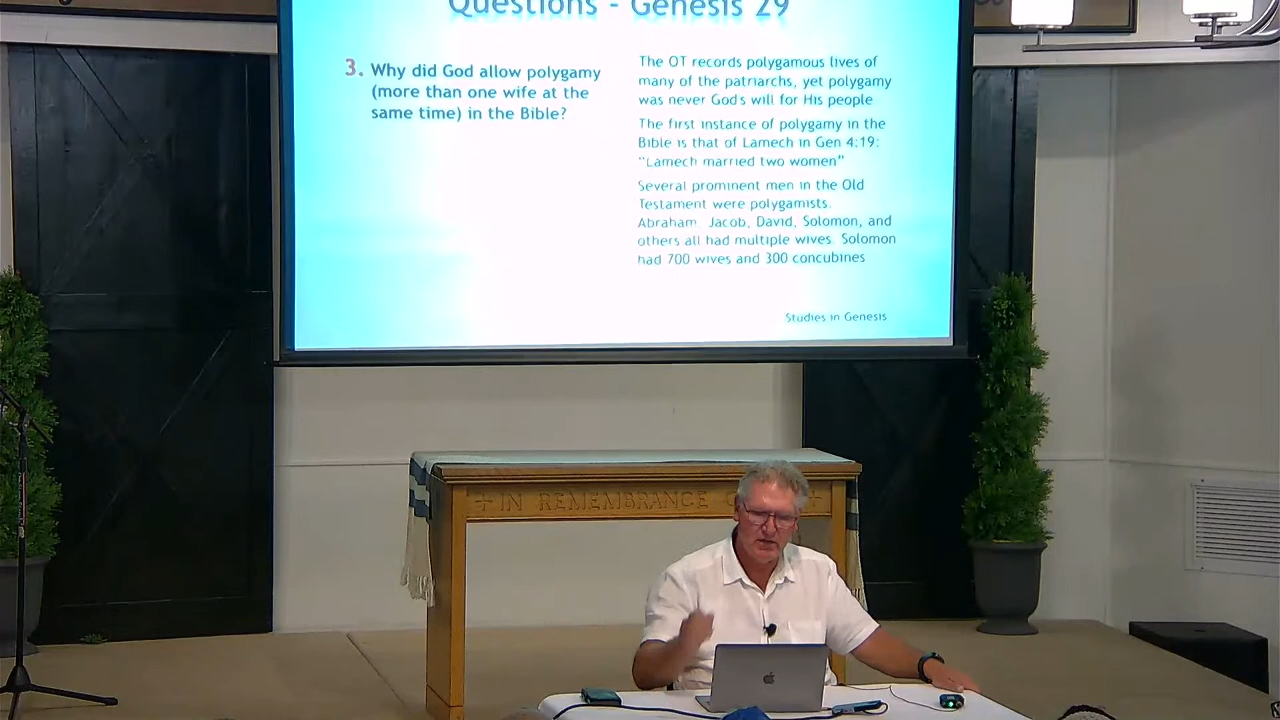 Questions - Genesis 29
3. Why did God allow polygamy
(more than one wife at the
same time) in the Bible?
The OT records polygamous lives of
many of the patriarchs, yet polygamy
was never God's will for His people
The first instance of polygamy in the
Bible is that of Lamech in Gen 4:19:
"Lamech married two women"
Several prominent men in the Old
Testament were polygamists.
Abraham, Jacob, David, Solomon, and
others all had multiple wives. Solomon
had 700 wives and 300 concubines
Studies in Genesis
IN REMEMBRANCE